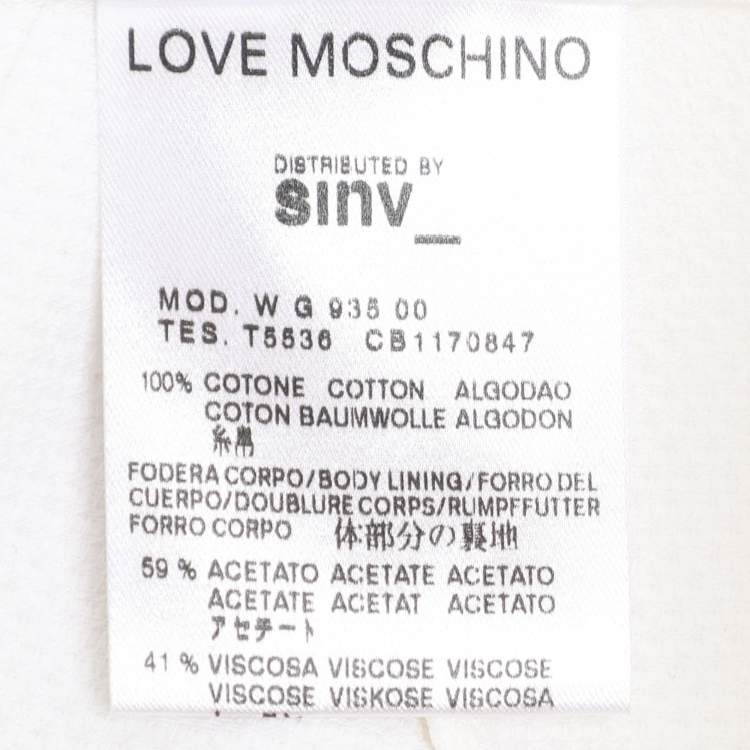 LOVE MOSCHINO
DISTRIBUTED BY
sinv_
MOD. W G 935 00
TES. T5536 CB1170847
100% COTONE COTTON ALGODAO
COTON BAUMWOLLE ALGODON
FODERA CORPO/BODY LINING/FORRO DEL
CUERPO/DOUBLURE CORPS/RUMPFFUTTER
FORRO CORPO 体部分の裏地
59 % ACETATO ACETATE ACETATO
ACETATE ACETAT ACETATO
アセテート
41 % VISCOSA VISCOSE VISCOSE
VISCOSE VISKOSE VISCOSA